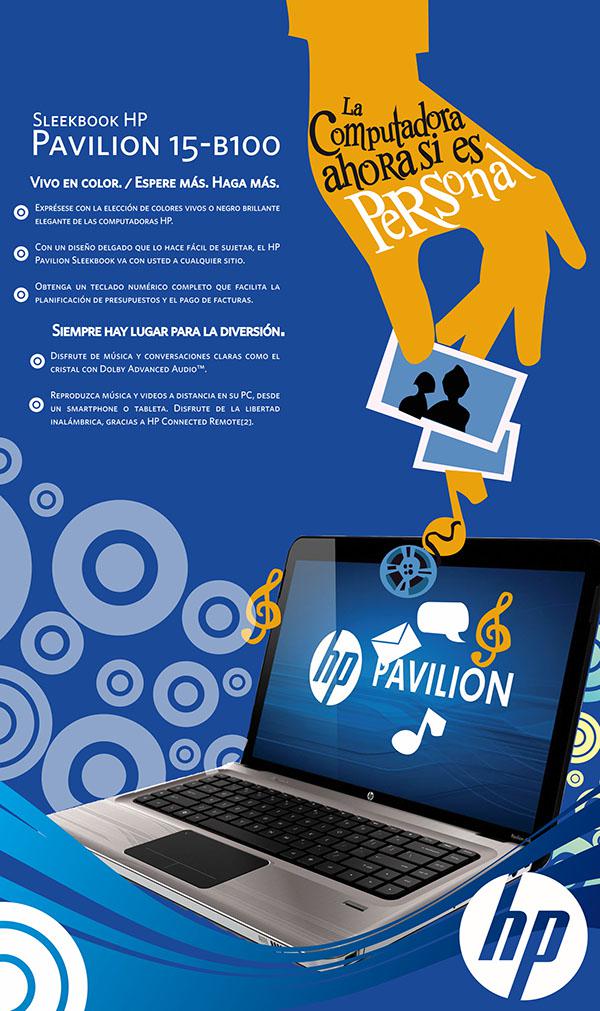 La
Computadora
ahora si es
Personal
Sleekbook HP
Pavilion 15-b100
Vivo en color. / Espere más. Haga más.
Exprésese con la elección de colores vivos o negro brillante
elegante de las computadoras HP.
Con un diseño delgado que lo hace fácil de sujetar, el HP
Pavilion Sleekbook va con usted a cualquier sitio.
Obtenga un teclado numérico completo que facilita la
planificación de presupuestos y el pago de facturas.
Siempre hay lugar para la diversión.
Disfrute de música y conversaciones claras como el
cristal con Dolby Advanced Audio™.
Reproduzca música y videos a distancia en su PC, desde
un smartphone o tableta. Disfrute de la libertad
inalámbrica, gracias a HP Connected Remote[2].
hp PAVILION
hp
Pavilion
hp